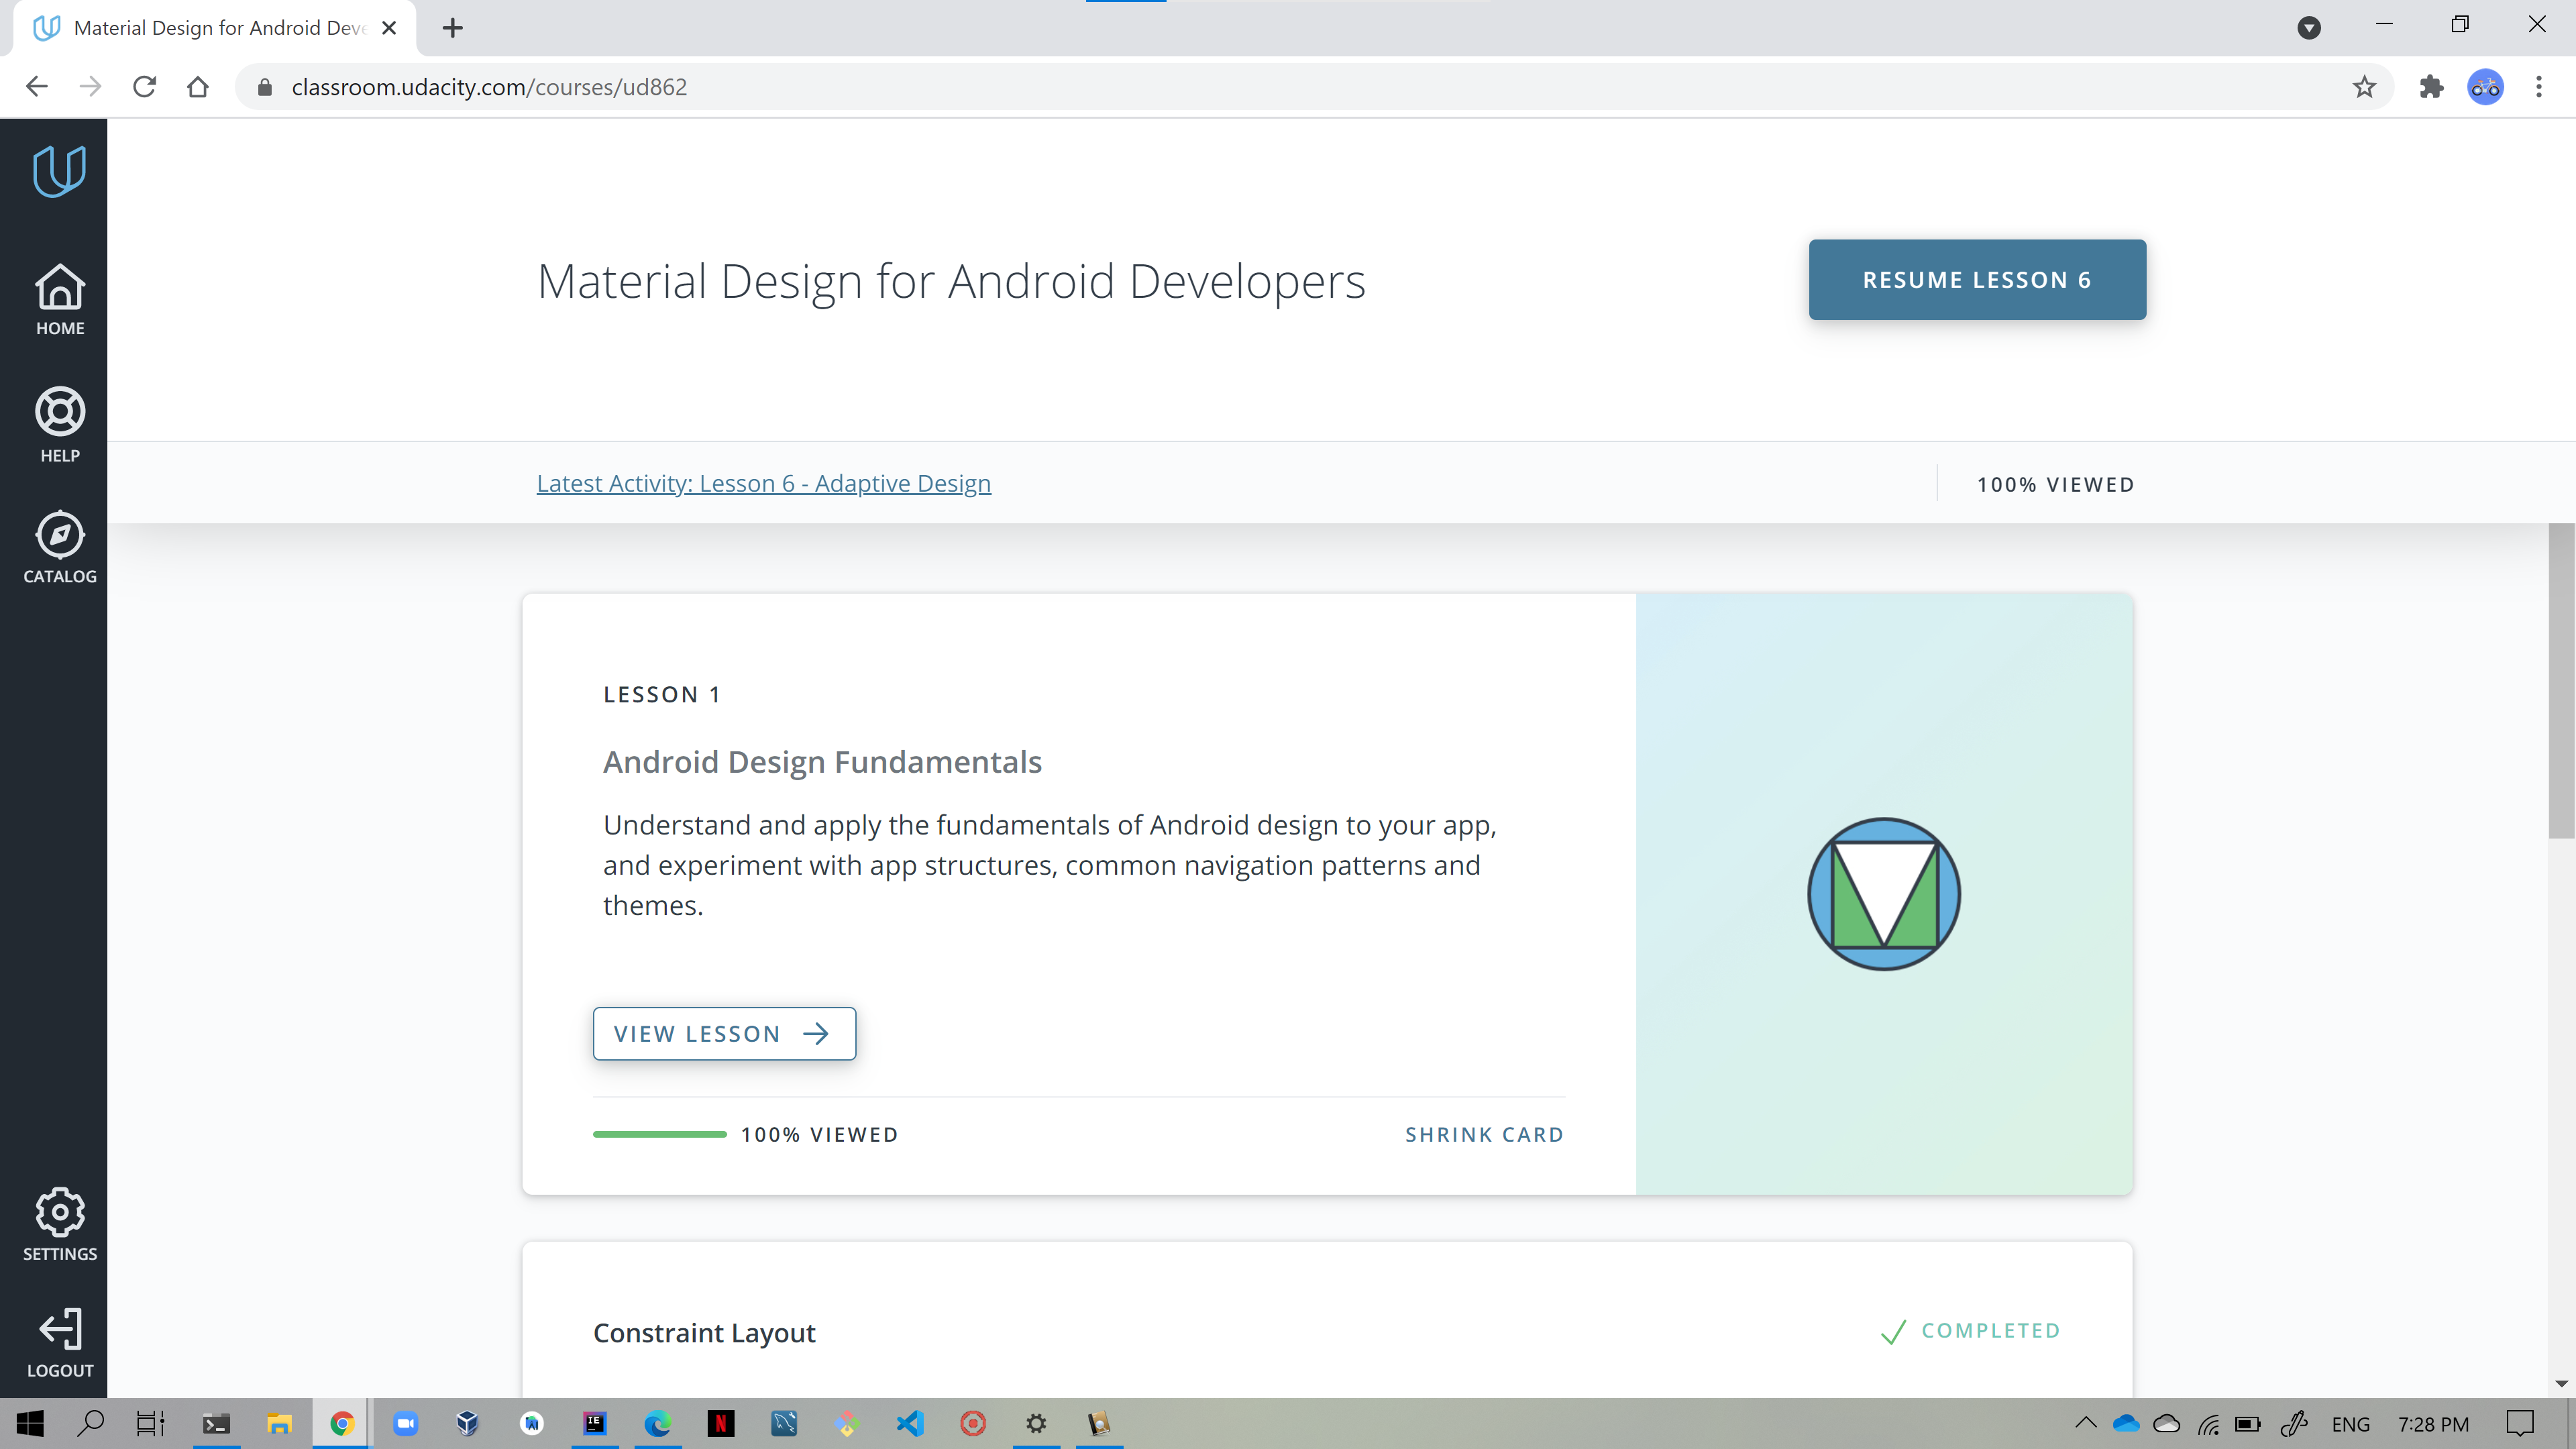 Material Design for Android Deve
classroom.udacity.com/courses/ud862
HOME
HELP
CATALOG
SETTINGS
LOGOUT
Material Design for Android Developers
RESUME LESSON 6
Latest Activity: Lesson 6 - Adaptive Design
100% VIEWED
LESSON 1
Android Design Fundamentals
Understand and apply the fundamentals of Android design to your app,
and experiment with app structures, common navigation patterns and
themes.
VIEW LESSON
100% VIEWED
SHRINK CARD
Constraint Layout
COMPLETED
ENG
7:28 PM